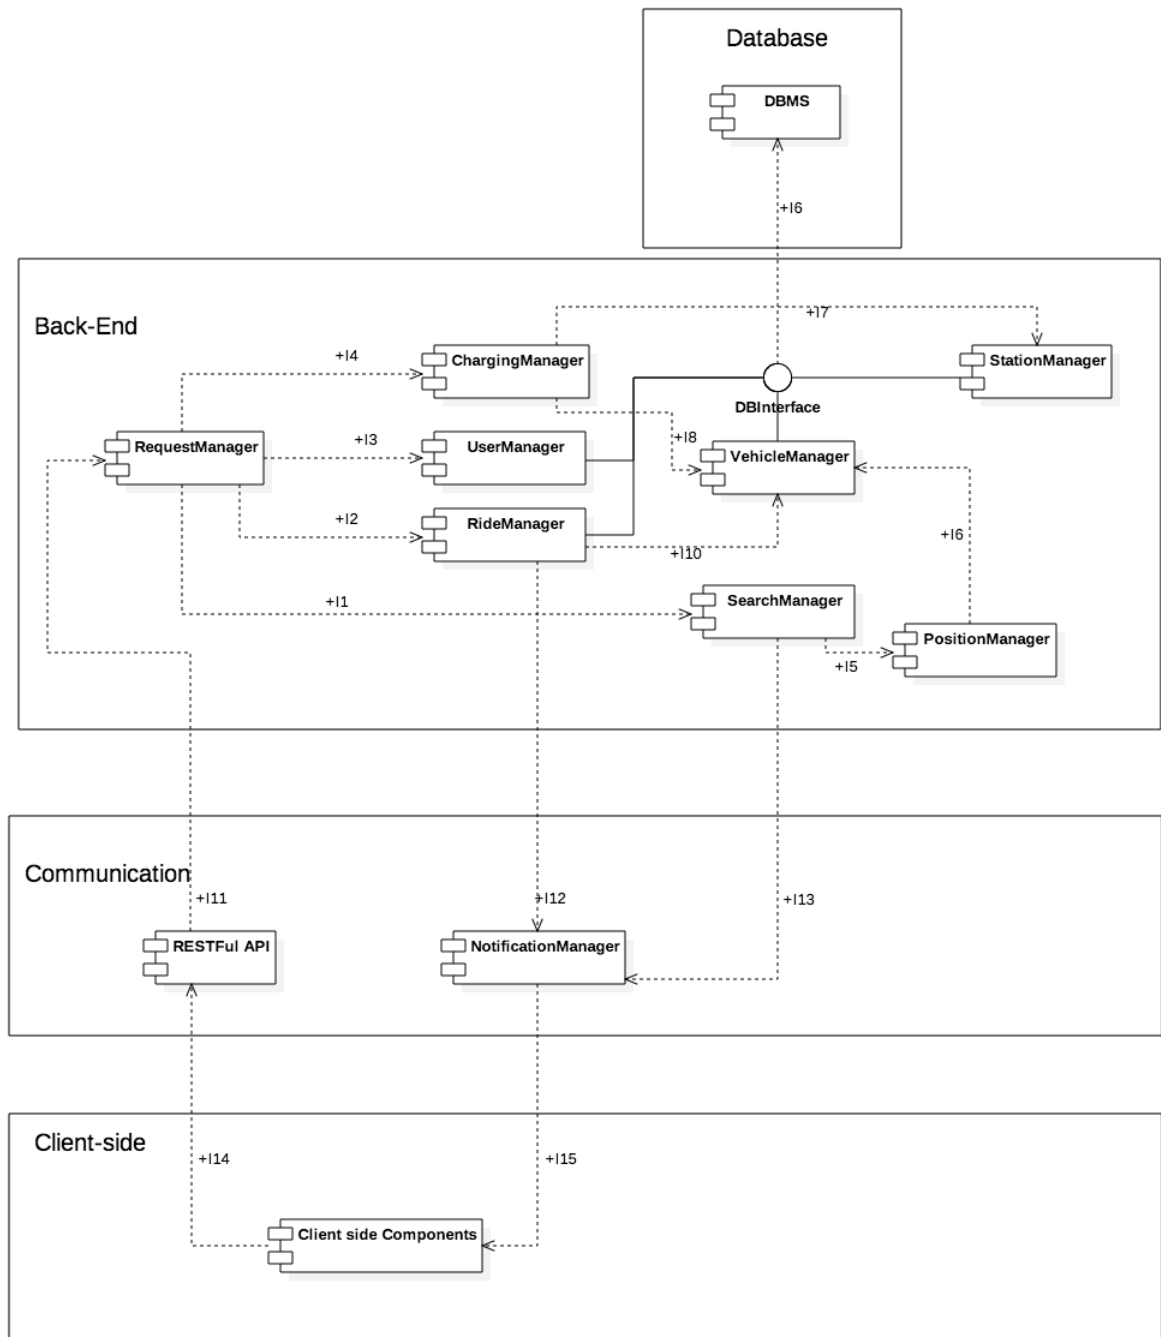 Database
DBMS
+I6
Back-End
+I7
+I4
ChargingManager
StationManager
DBInterface
RequestManager
+I3
UserManager
+I8
VehicleManager
+I2
RideManager
+I10
+I6
+I1
SearchManager
PositionManager
+I5
Communication
+I11
+I12
+I13
RESTFul API
NotificationManager
Client-side
+I14
+I15
Client side Components